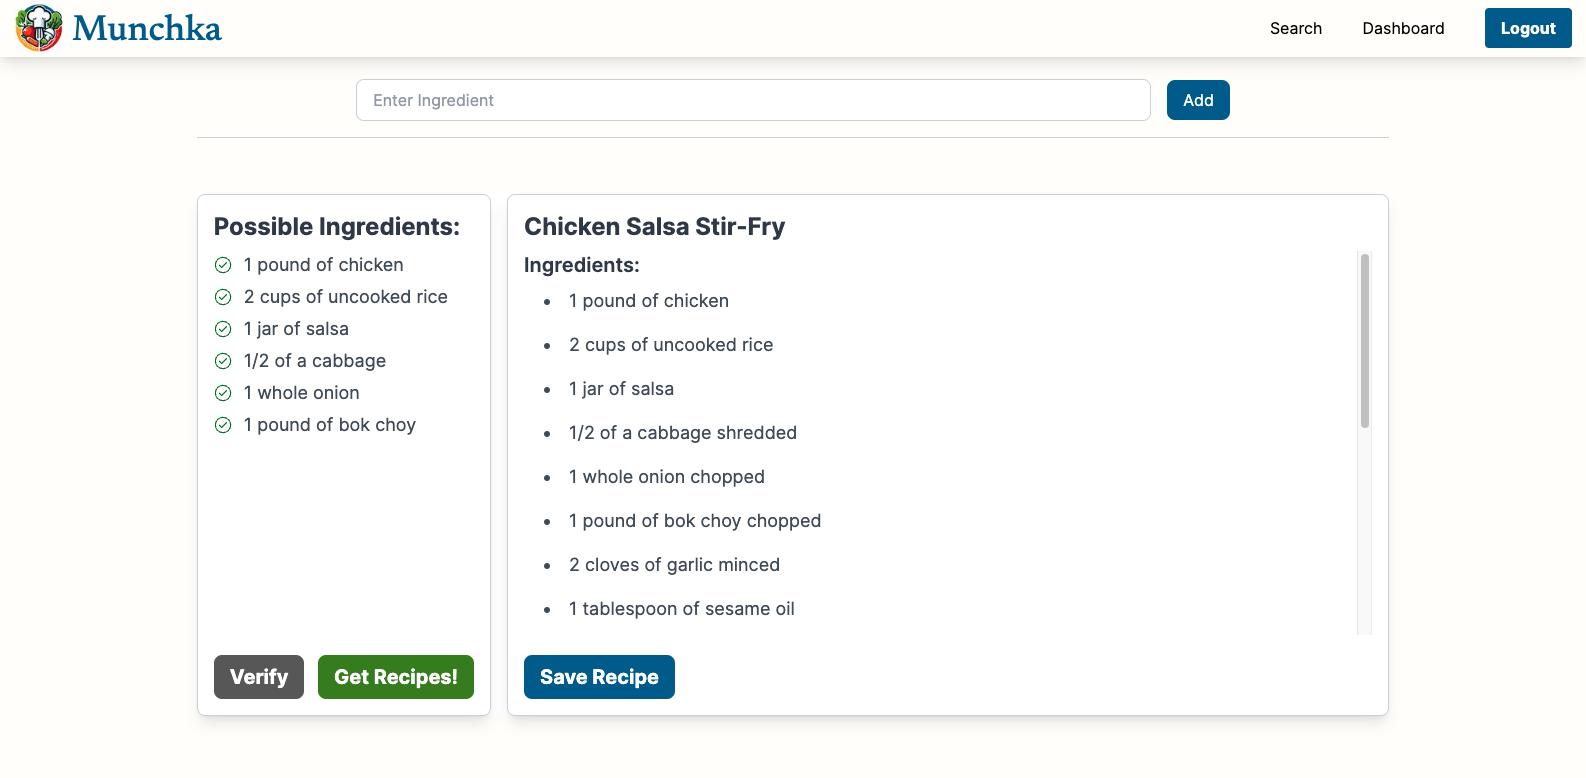 Munchka
Search
Dashboard
Logout
Enter Ingredient
Add
Possible Ingredients:
1 pound of chicken
2 cups of uncooked rice
1 jar of salsa
1/2 of a cabbage
1 whole onion
1 pound of bok choy
Verify
Get Recipes!
Chicken Salsa Stir-Fry
Ingredients:
1 pound of chicken
2 cups of uncooked rice
1 jar of salsa
1/2 of a cabbage shredded
1 whole onion chopped
1 pound of bok choy chopped
2 cloves of garlic minced
1 tablespoon of sesame oil
Save Recipe